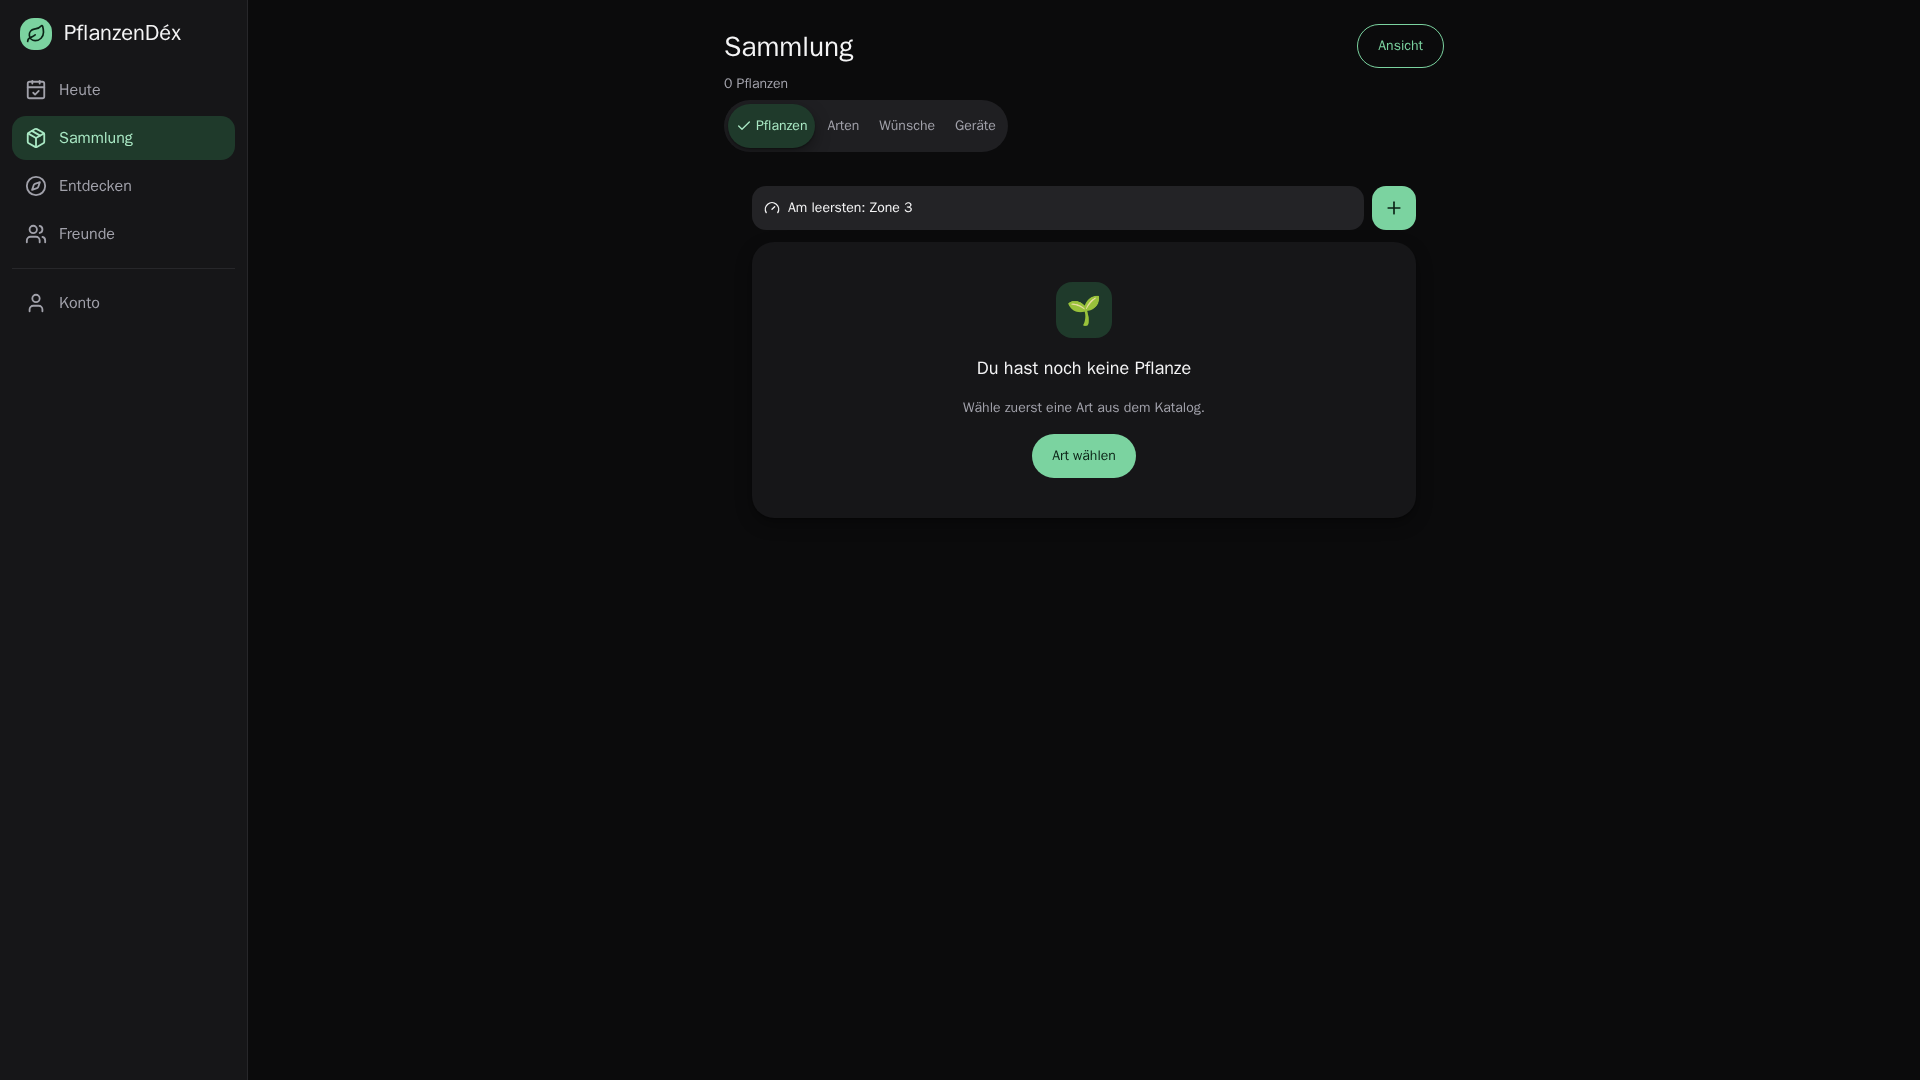 PflanzenDéx
Heute
Sammlung
Entdecken
Freunde
Konto
Sammlung
Ansicht
0 Pflanzen
Pflanzen Arten Wünsche Geräte
Am leersten: Zone 3
Du hast noch keine Pflanze
Wähle zuerst eine Art aus dem Katalog.
Art wählen